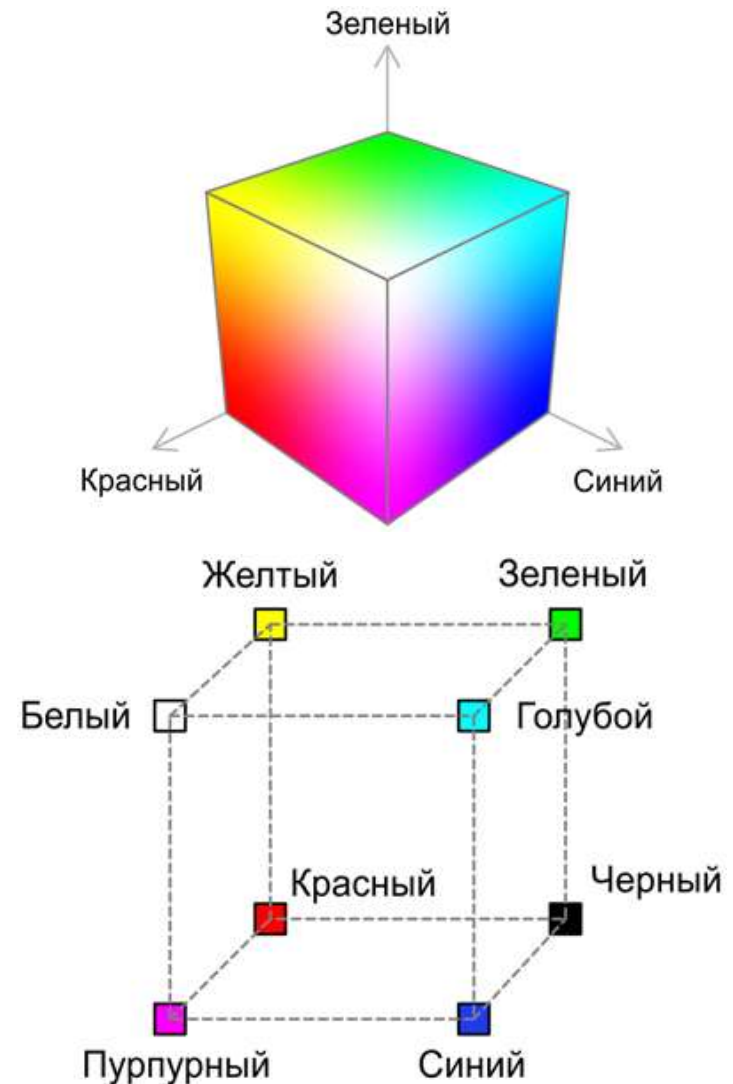 Зеленый
Красный
Синий
Желтый
Зеленый
Белый
Голубой
Красный
Черный
Пурпурный
Синий